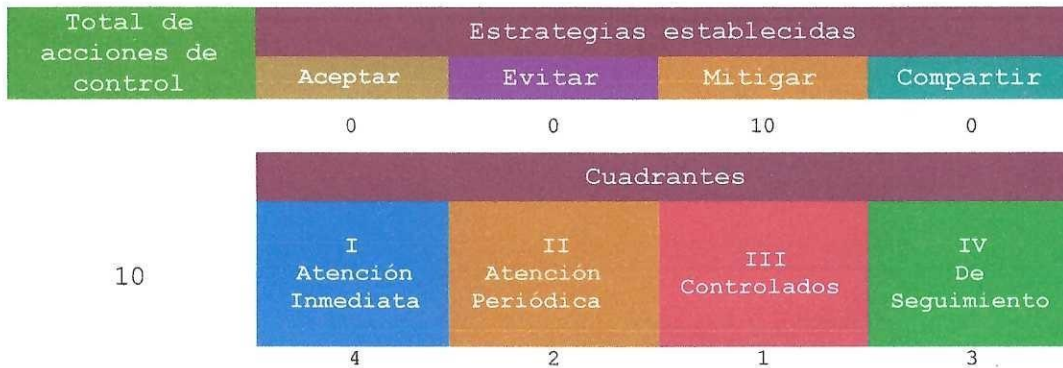 Total de
acciones de
control
Estrategias establecidas
Aceptar Evitar Mitigar Compartir
0 0 10 0
Cuadrantes
10
I
Atención
Inmediata
II
Atención
Periódica
III
Controlados
IV
De
Seguimiento
4 2 1 3